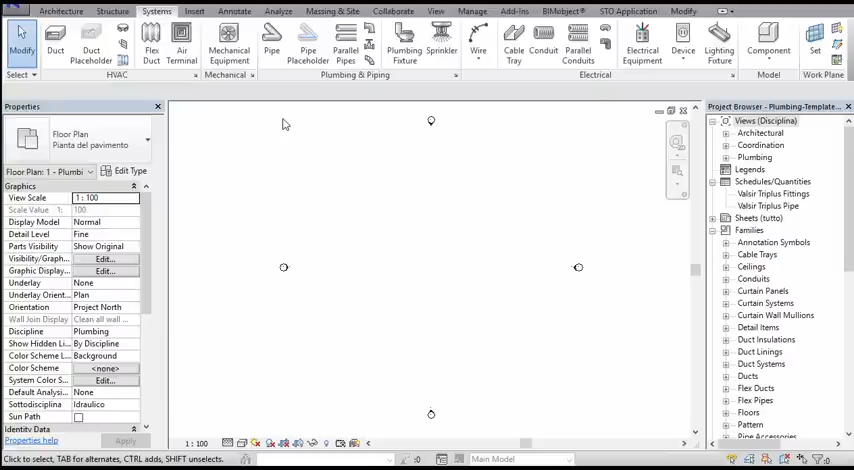 Architecture Structure Systems Insert Annotate Analyze Massing & Site Collaborate View Manage Add-Ins BIMobject® STO Application Modify
Modify Duct Duct Placeholder Flex Duct Air Terminal Mechanical Equipment Pipe Pipe Placeholder Parallel Pipes Plumbing Fixture Sprinkler Wire Cable Tray Conduit Parallel Conduits Electrical Equipment Device Lighting Fixture Component Set
Select HVAC Mechanical Plumbing & Piping Electrical Model Work Plane
Properties
Floor Plan
Pianta del pavimento
Floor Plan: 1 - Plumbi Edit Type
Graphics
View Scale 1 : 100
Scale Value 1: 100
Display Model Normal
Detail Level Fine
Parts Visibility Show Original
Visibility/Graph... Edit...
Graphic Display... Edit...
Underlay None
Underlay Orient... Plan
Orientation Project North
Wall Join Display Clean all wall ...
Discipline Plumbing
Show Hidden Li... By Discipline
Color Scheme L... Background
Color Scheme <none>
System Color S... Edit...
Default Analysi... None
Sottodisciplina Idraulico
Sun Path
Identity Data
Properties help Apply
1 : 100
Project Browser - Plumbing-Template...
Views (Disciplina)
Architectural
Coordination
Plumbing
Legends
Schedules/Quantities
Valsir Triplus Fittings
Valsir Triplus Pipe
Sheets (tutto)
Families
Annotation Symbols
Cable Trays
Ceilings
Conduits
Curtain Panels
Curtain Systems
Curtain Wall Mullions
Detail Items
Duct Insulations
Duct Linings
Duct Systems
Ducts
Flex Ducts
Flex Pipes
Floors
Pattern
Pipe Accessories
Click to select, TAB for alternates, CTRL adds, SHIFT unselects. :0 Main Model :0